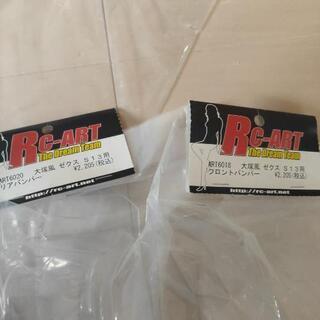 RC-ART
The Dream Team
ART6020 大塚風 ゼクス S13用
リアバンパー ¥2,205(税込)
http://rc-art.net
RC-ART
The Dream Team
ART6018 大塚風 ゼクス S13用
フロントバンパー ¥2,205(税込)
http://rc-art.net